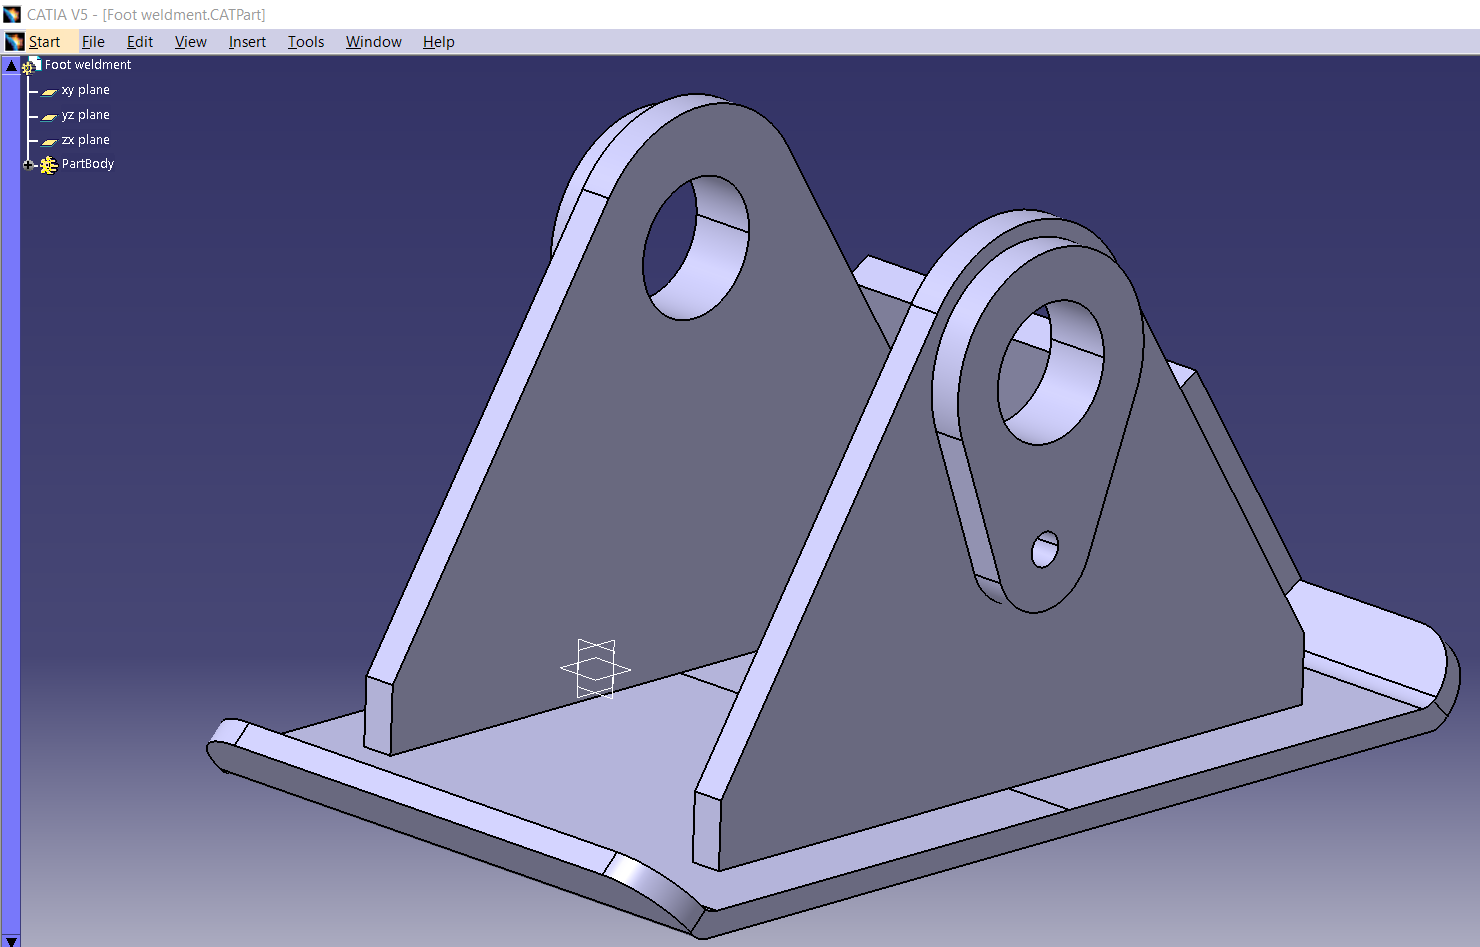 CATIA V5 - [Foot weldment.CATPart]
Start File Edit View Insert Tools Window Help
Foot weldment
xy plane
yz plane
zx plane
PartBody